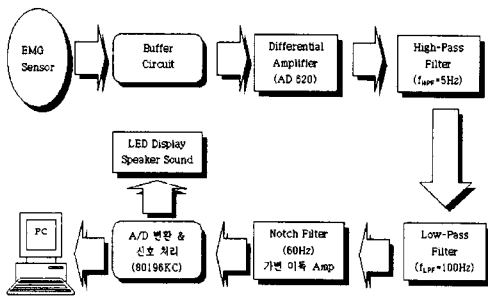 EMG
Sensor
Buffer
Circuit
Differential
Amplifier
(AD 620)
High-Pass
Filter
(fHPF=5Hz)
LED Display
Speaker Sound
PC
A/D 변환 &
신호 처리
(80196KC)
Notch Filter
(60Hz)
가변 이득 Amp
Low-Pass
Filter
(fLPF=100Hz)